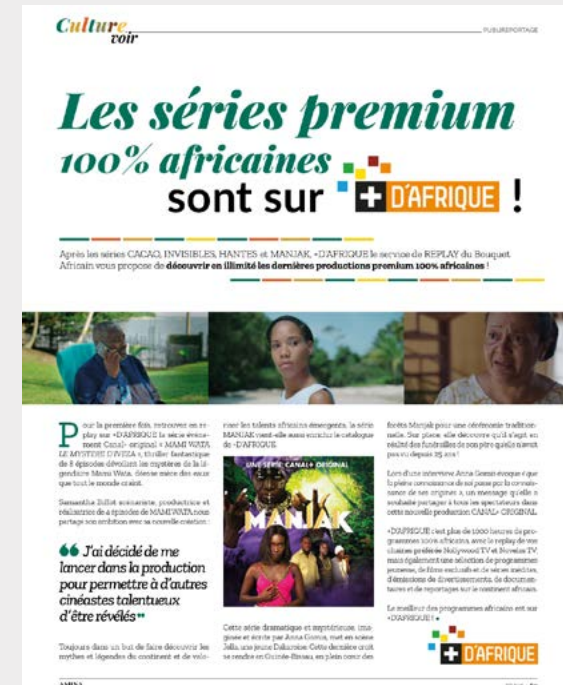 Culture
voir
PUBLIREPORTAGE
Les séries premium
100% africaines
sont sur + D'AFRIQUE !
Après les séries CACAO, INVISIBLES, HANTES et MANJAK, +D'AFRIQUE le service de REPLAY du Bouquet
Africain vous propose de découvrir en illimité les dernières productions premium 100% africaines !
Pour la première fois, retrouvez en re-
play sur +D'AFRIQUE la série évène-
ment Canal+ original « MAMI WATA
LE MYSTÈRE D'IVEZA », thriller fantastique
de 8 épisodes dévoilant les mystères de la lé-
gendaire Mami Wata, déesse mère des eaux
que tout le monde craint.
Samantha Biffot scénariste, productrice et
réalisatrice de 4 épisodes de MAMI WATA nous
partage son ambition avec sa nouvelle création :
“ J'ai décidé de me
lancer dans la production
pour permettre à d'autres
cinéastes talentueux
d'être révélés ”
Toujours dans un but de faire découvrir les
mythes et légendes du continent et de valo-
riser les talents africains émergents, la série
MANJAK vient-elle aussi enrichir le catalogue
de +D'AFRIQUE.
UNE SÉRIE CANAL+ ORIGINAL
MANJAK
Cette série dramatique et mystérieuse, ima-
ginée et écrite par Anna Gomis, met en scène
Jella, une jeune Dakaroise. Cette dernière croit
se rendre en Guinée-Bissau, en plein cœur des
forêts Manjak pour une cérémonie tradition-
nelle. Sur place, elle découvre qu'il s'agit en
réalité des funérailles de son père qu'elle n'avait
pas vu depuis 25 ans !
Lors d'une interview, Anna Gomis évoque « que
la pleine connaissance de soi passe par la connais-
sance de ses origines », un message qu'elle a
souhaité partager à tous les spectateurs dans
cette nouvelle production CANAL+ ORIGINAL.
+D'AFRIQUE c'est plus de 1000 heures de pro-
grammes 100% africains, avec le replay de vos
chaines préférée Nollywood TV et Novelas TV,
mais également une sélection de programmes
jeunesse, de films exclusifs et de séries inédites,
d'émissions de divertissements, de documen-
taires et de reportages sur le continent africain.
Le meilleur des programmes africains est sur
+D'AFRIQUE !
+ D'AFRIQUE
AMINA